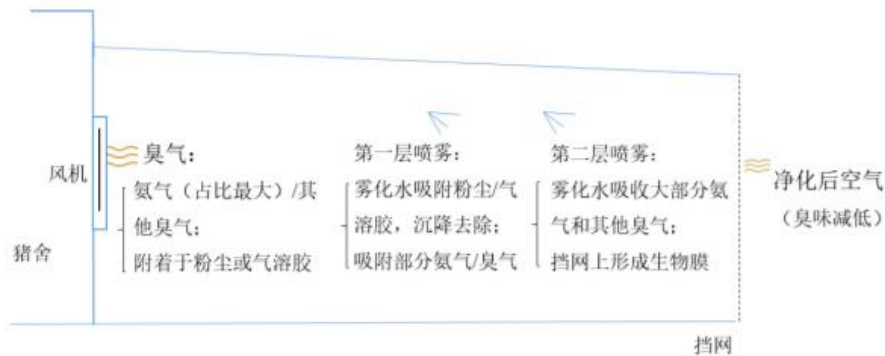 风机
猪舍
臭气：
氨气（占比最大）/其
他臭气；
附着于粉尘或气溶胶
第一层喷雾：
雾化水吸附粉尘/气
溶胶，沉降去除；
吸附部分氨气/臭气
第二层喷雾：
雾化水吸收大部分氨
气和其他臭气；
挡网上形成生物膜
净化后空气
（臭味减低）
挡网